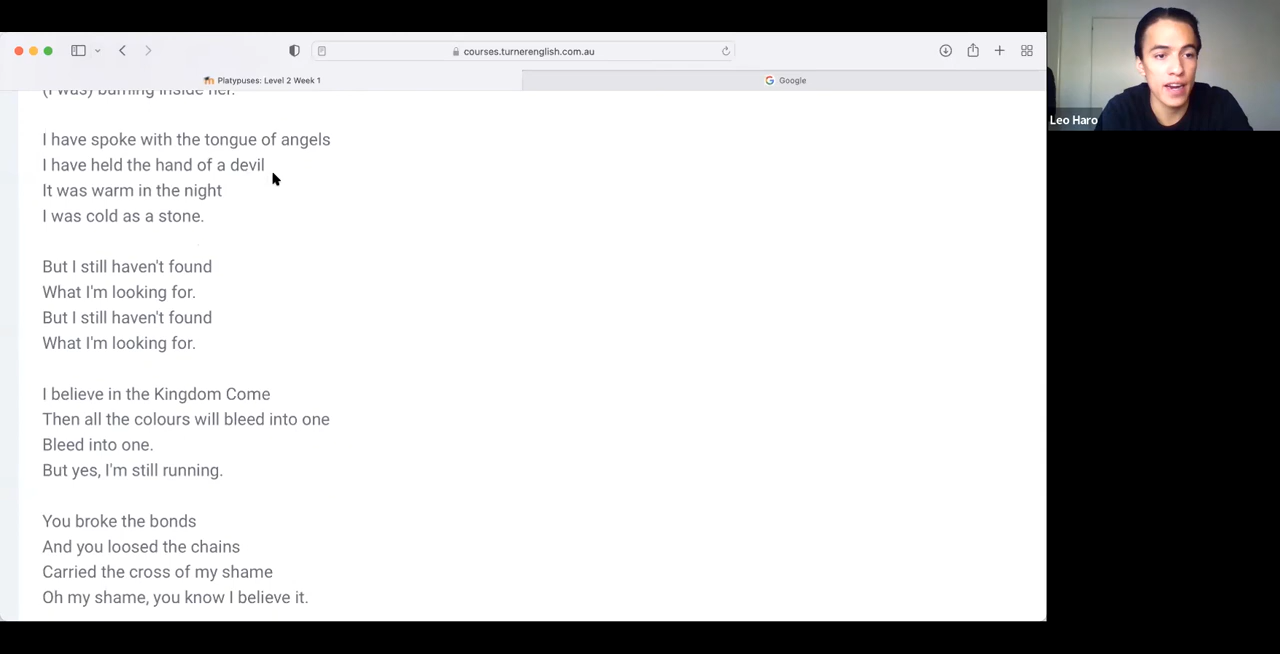 courses.turnerenglish.com.au
Platypuses: Level 2 Week 1
Google
Leo Haro
(I was) burning inside her.
I have spoke with the tongue of angels
I have held the hand of a devil
It was warm in the night
I was cold as a stone.
But I still haven't found
What I'm looking for.
But I still haven't found
What I'm looking for.
I believe in the Kingdom Come
Then all the colours will bleed into one
Bleed into one.
But yes, I'm still running.
You broke the bonds
And you loosed the chains
Carried the cross of my shame
Oh my shame, you know I believe it.